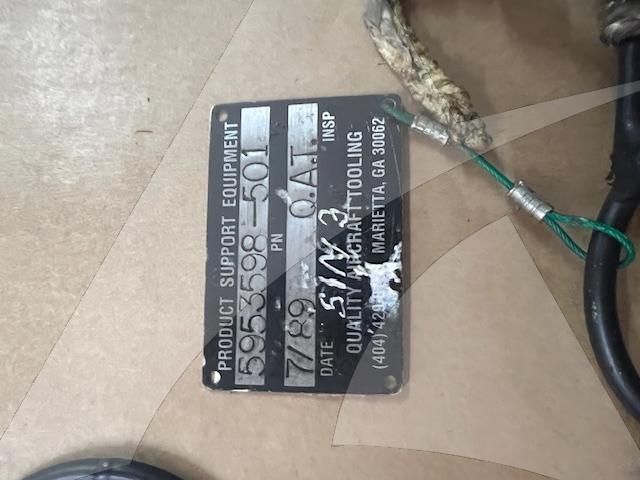 PRODUCT SUPPORT EQUIPMENT
5953598-501
PN
7/89 Q.A.T.
DATE INSP
S/N 3
QUALITY AIRCRAFT TOOLING
(404) MARIETTA, GA 30062